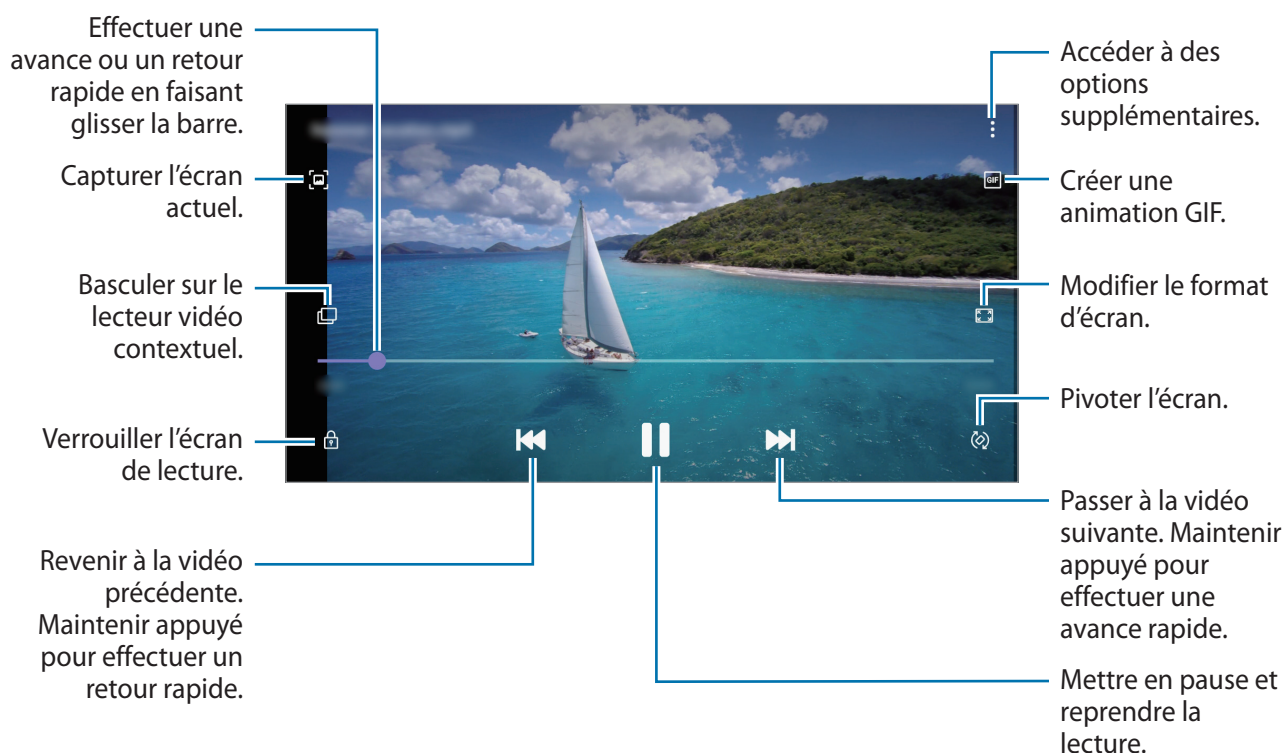 Effectuer une
avance ou un retour
rapide en faisant
glisser la barre.
Capturer l’écran
actuel.
Basculer sur le
lecteur vidéo
contextuel.
Verrouiller l’écran
de lecture.
Revenir à la vidéo
précédente.
Maintenir appuyé
pour effectuer un
retour rapide.
Accéder à des
options
supplémentaires.
GIF
Créer une
animation GIF.
Modifier le format
d’écran.
Pivoter l’écran.
Passer à la vidéo
suivante. Maintenir
appuyé pour
effectuer une
avance rapide.
Mettre en pause et
reprendre la
lecture.